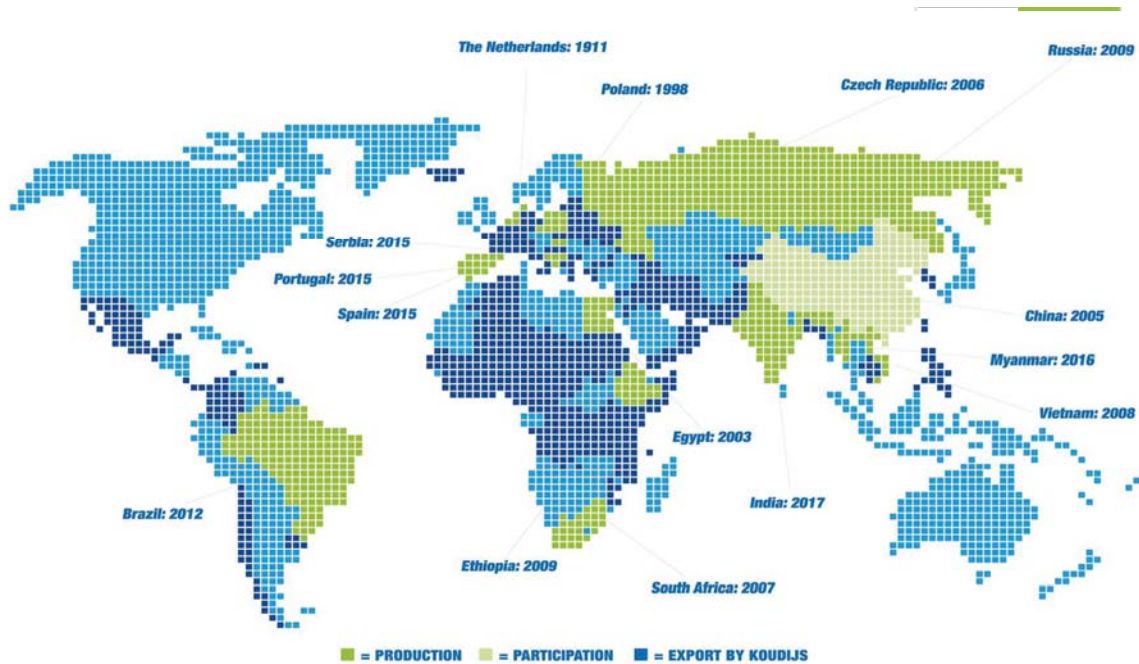 The Netherlands: 1911
Russia: 2009
Poland: 1998
Czech Republic: 2006
Serbia: 2015
Portugal: 2015
Spain: 2015
China: 2005
Myanmar: 2016
Vietnam: 2008
Egypt: 2003
India: 2017
Brazil: 2012
Ethiopia: 2009
South Africa: 2007
= PRODUCTION = PARTICIPATION = EXPORT BY KOUDIJS